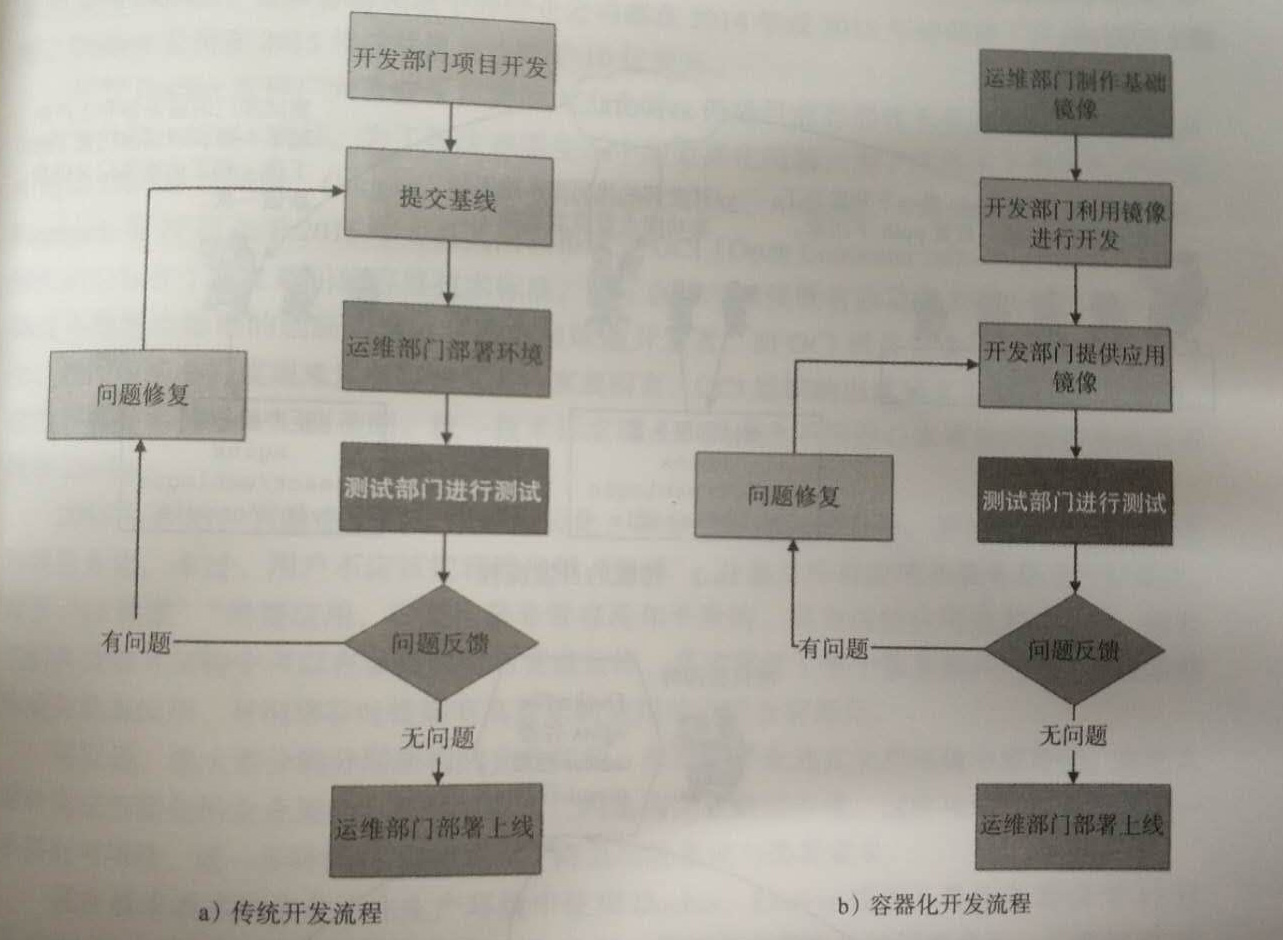 开发部门项目开发
提交基线
运维部门部署环境
问题修复
测试部门进行测试
有问题
问题反馈
无问题
运维部门部署上线
a）传统开发流程
运维部门制作基础
镜像
开发部门利用镜像
进行开发
开发部门提供应用
镜像
问题修复
测试部门进行测试
有问题
问题反馈
无问题
运维部门部署上线
b）容器化开发流程